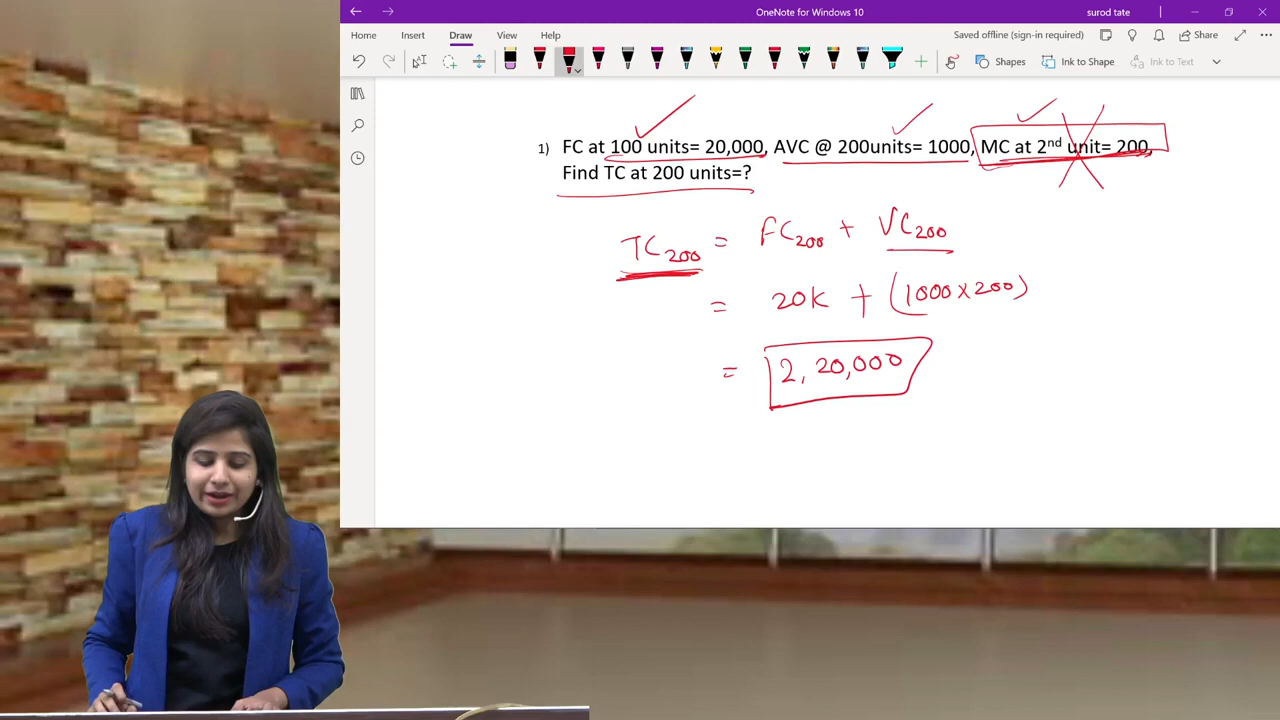 OneNote for Windows 10
surod tate
Home Insert Draw View Help
Saved offline (sign-in required)
Share
Shapes
Ink to Shape
Ink to Text
1) FC at 100 units= 20,000, AVC @ 200units= 1000, MC at 2nd unit= 200,
Find TC at 200 units=?
TC200 = FC200 + VC200
= 20K + (1000×200)
= 2,20,000